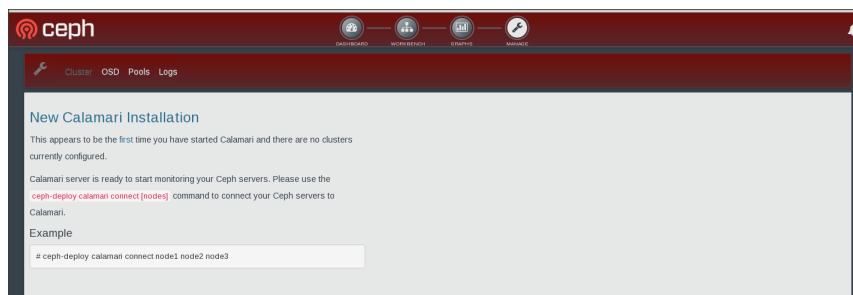 ceph
DASHBOARD WORKBENCH GRAPHS MANAGE
Cluster OSD Pools Logs
New Calamari Installation
This appears to be the first time you have started Calamari and there are no clusters
currently configured.
Calamari server is ready to start monitoring your Ceph servers. Please use the
ceph-deploy calamari connect [nodes] command to connect your Ceph servers to
Calamari.
Example
# ceph-deploy calamari connect node1 node2 node3